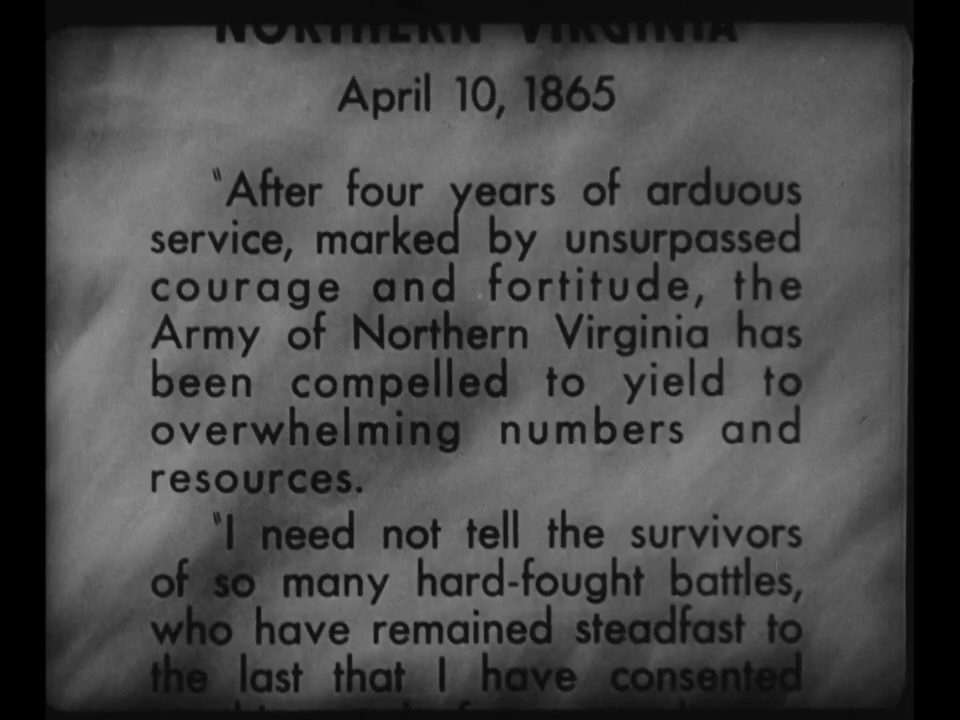 NORTHERN VIRGINIA
April 10, 1865
"After four years of arduous
service, marked by unsurpassed
courage and fortitude, the
Army of Northern Virginia has
been compelled to yield to
overwhelming numbers and
resources.
"I need not tell the survivors
of so many hard-fought battles,
who have remained steadfast to
the last that I have consented